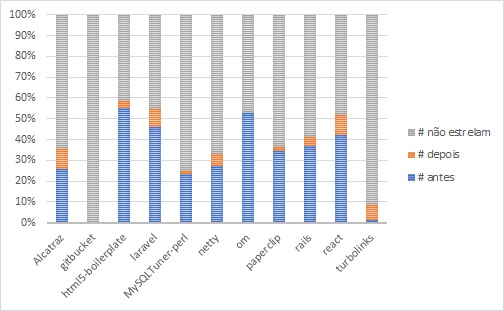 100%
90%
80%
70%
60%
50%
40%
30%
20%
10%
0%
Alcatraz
gitbucket
html5-boilerplate
laravel
MySQLTuner-perl
netty
om
paperclip
rails
react
turbolinks
# não estrelam
# depois
# antes